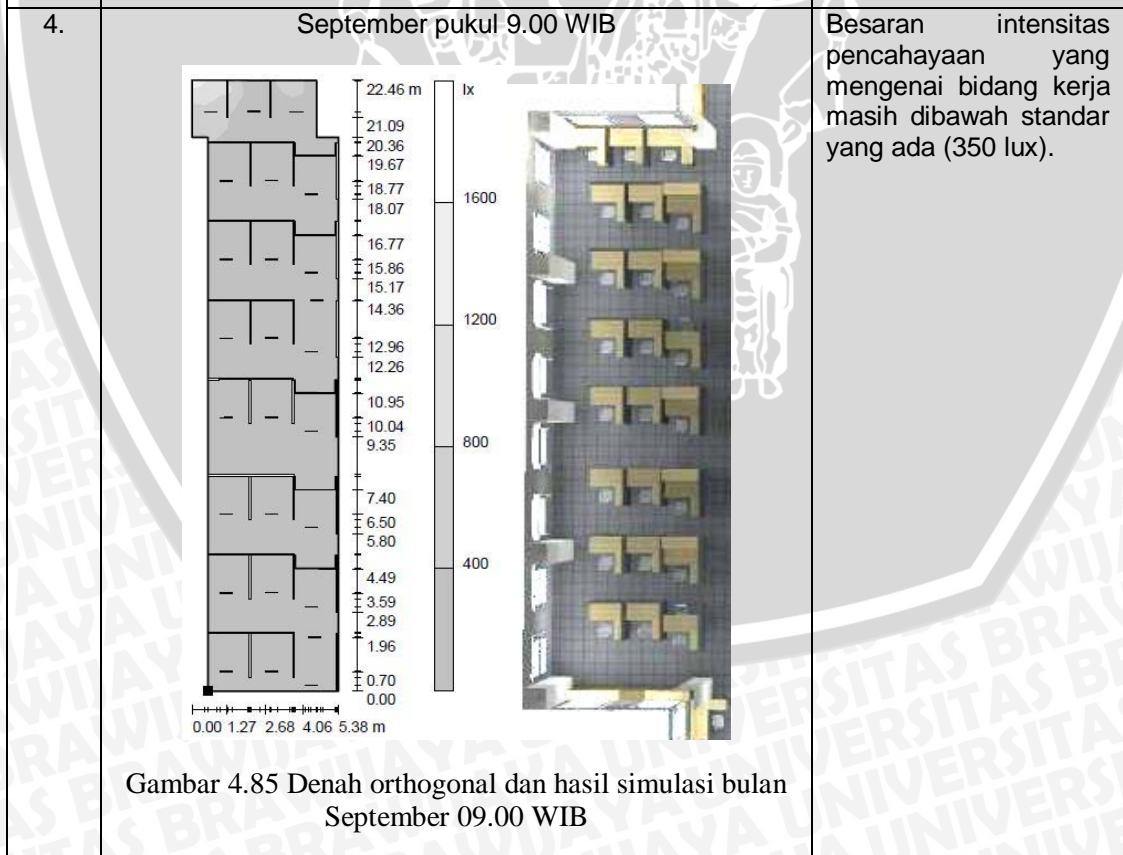 4.
September pukul 9.00 WIB
Besaran intensitas
pencahayaan yang
mengenai bidang kerja
masih dibawah standar
yang ada (350 lux).
22.46 m
21.09
20.36
19.67
18.77
18.07
16.77
15.86
15.17
14.36
12.96
12.26
10.95
10.04
9.35
7.40
6.50
5.80
4.49
3.59
2.89
1.96
0.70
0.00
0.00 1.27 2.68 4.06 5.38 m
lx
1600
1200
800
400
Gambar 4.85 Denah orthogonal dan hasil simulasi bulan
September 09.00 WIB